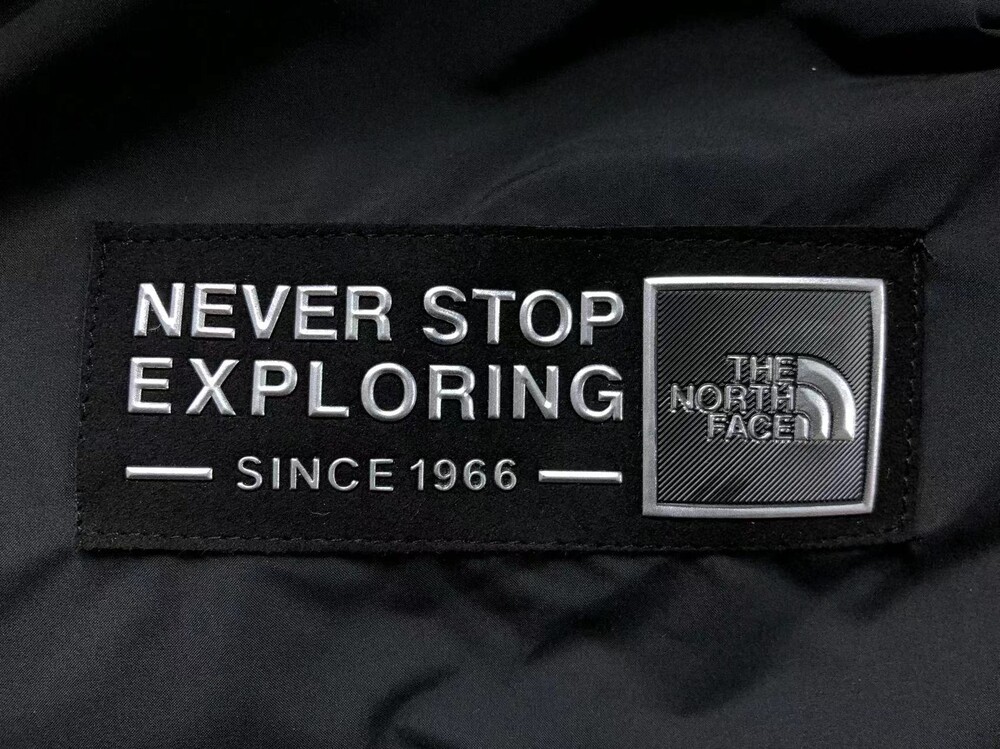 NEVER STOP
EXPLORING
SINCE 1966
THE
NORTH
FACE